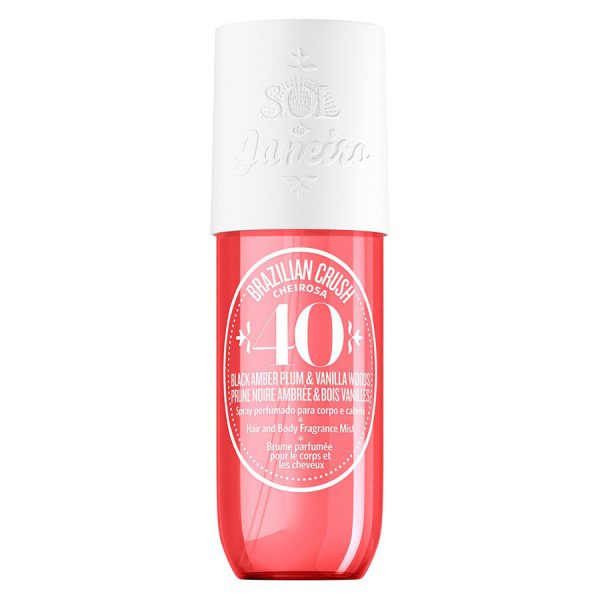 SOL
de
Janeiro
BRAZILIAN CRUSH
CHEIROSA
40
BLACK AMBER PLUM & VANILLA WOODS
PRUNE NOIRE AMBRÉE & BOIS VANILLÉS
Spray perfumado para corpo e cabelo
*
Hair and Body Fragrance Mist
*
Brume parfumée
pour le corps et
les cheveux